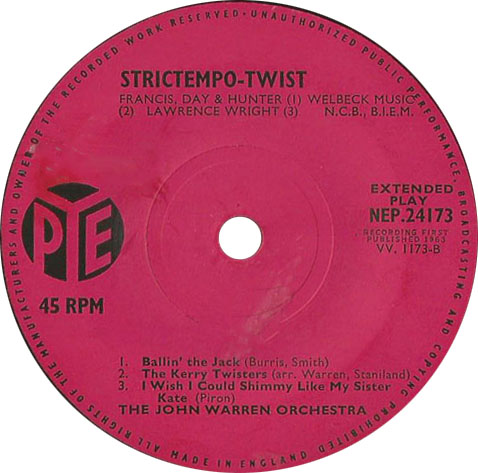 ALL RIGHTS OF THE MANUFACTURERS AND OWNER OF THE RECORDED WORK RESERVED - UNAUTHORIZED PUBLIC PERFORMANCE, BROADCASTING AND COPYING PROHIBITED
MADE IN ENGLAND
STRICTEMPO-TWIST
FRANCIS, DAY & HUNTER (1) WELBECK MUSIC
(2) LAWRENCE WRIGHT (3) N.C.B., B.I.E.M.
PYE
45 RPM
EXTENDED
PLAY
NEP.24173
RECORDING FIRST
PUBLISHED 1963
VV. 1173-B
1. Ballin' the Jack (Burris, Smith)
2. The Kerry Twisters (arr. Warren, Staniland)
3. I Wish I Could Shimmy Like My Sister
Kate (Piron)
THE JOHN WARREN ORCHESTRA